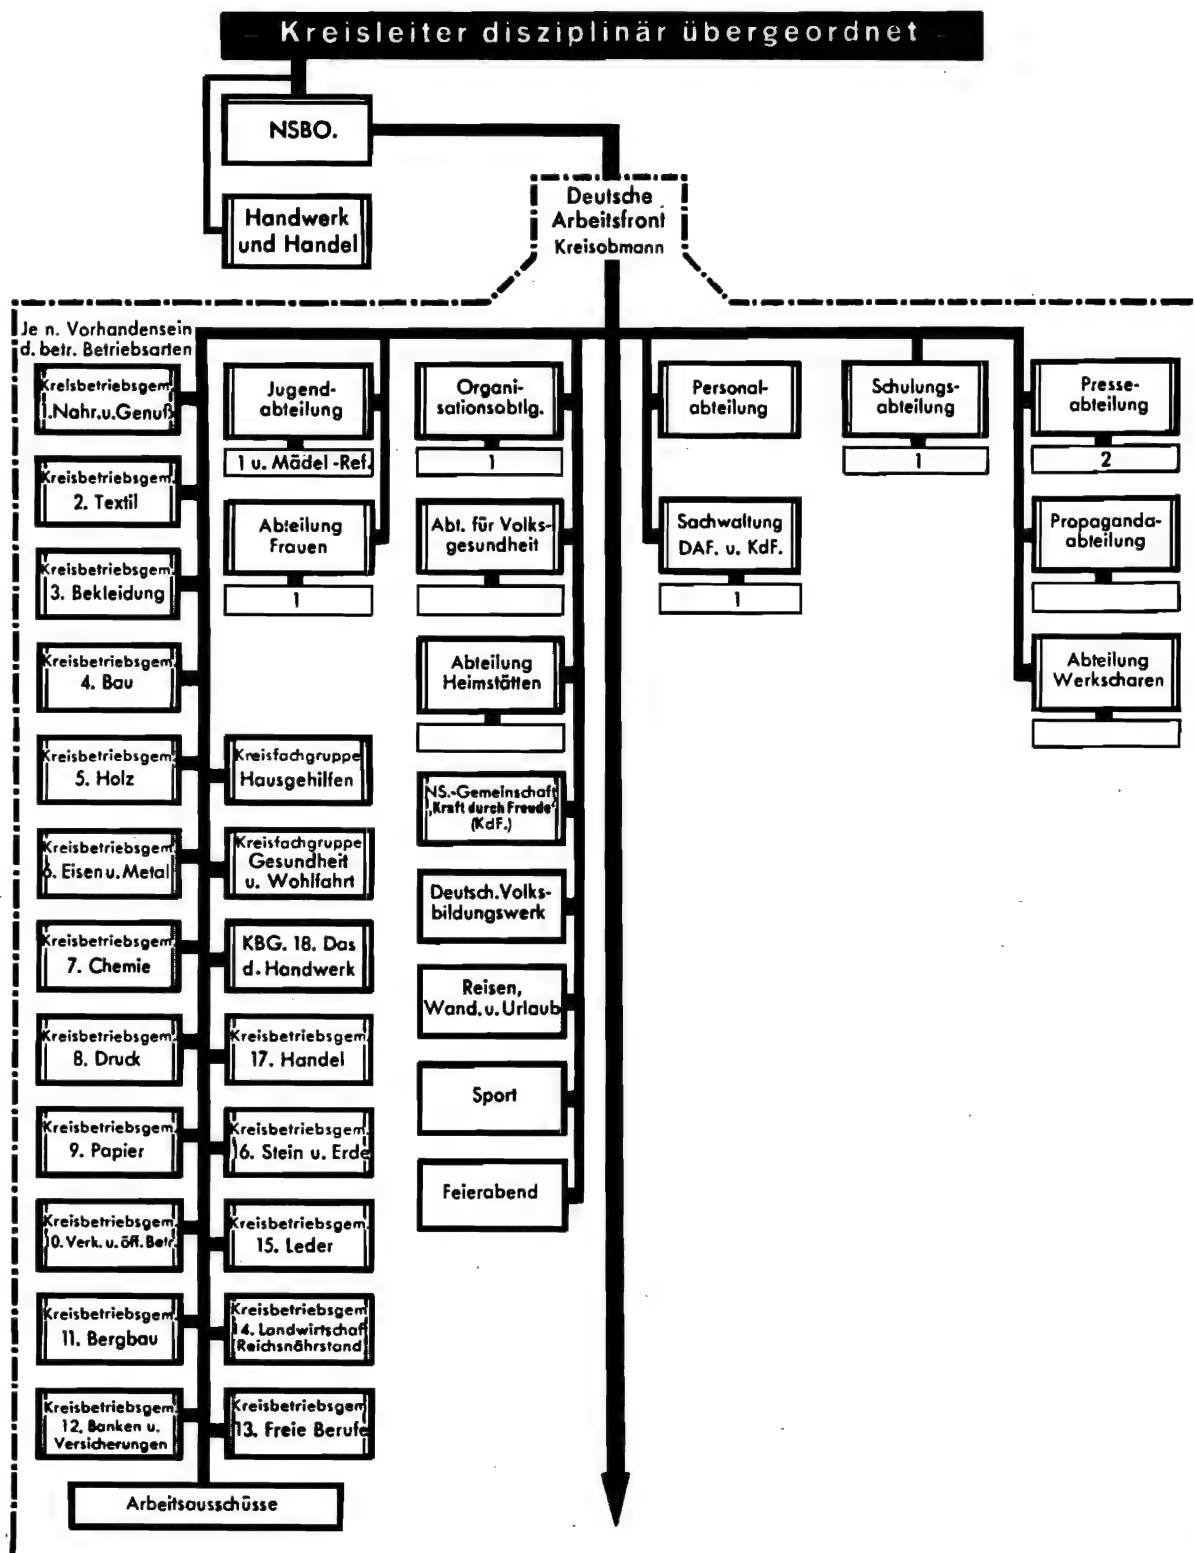 – Kreisleiter disziplinär übergeordnet –
NSBO.
Handwerk
und Handel
Deutsche
Arbeitsfront
Kreisobmann
Je n. Vorhandensein
d. betr. Betriebsarten
Kreisbetriebsgem.
1. Nahr. u. Genuß
Kreisbetriebsgem.
2. Textil
Kreisbetriebsgem.
3. Bekleidung
Kreisbetriebsgem.
4. Bau
Kreisbetriebsgem.
5. Holz
Kreisbetriebsgem.
6. Eisen u. Metal
Kreisbetriebsgem.
7. Chemie
Kreisbetriebsgem.
8. Druck
Kreisbetriebsgem.
9. Papier
Kreisbetriebsgem.
10. Verk. u. öff. Betr.
Kreisbetriebsgem.
11. Bergbau
Kreisbetriebsgem.
12. Banken u.
Versicherungen
Jugend-
abteilung
1 u. Mädel-Ref.
Abteilung
Frauen
1
Kreisfachgruppe
Hausgehilfen
Kreisfachgruppe
Gesundheit
u. Wohlfahrt
KBG. 18. Das
d. Handwerk
Kreisbetriebsgem.
17. Handel
Kreisbetriebsgem.
16. Stein u. Erde
Kreisbetriebsgem.
15. Leder
Kreisbetriebsgem
14. Landwirtschaf
(Reichsnährstand)
Kreisbetriebsgem
13. Freie Berufe
Arbeitsausschüsse
Organi-
sationsabtlg.
1
Abt. für Volks-
gesundheit
Abteilung
Heimstätten
NS.-Gemeinschaft
„Kraft durch Freude“
(KdF.)
Deutsch. Volks-
bildungswerk
Reisen,
Wand. u. Urlaub
Sport
Feierabend
Personal-
abteilung
Sachwaltung
DAF. u. KdF.
1
Schulungs-
abteilung
1
Presse-
abteilung
2
Propaganda-
abteilung
Abteilung
Werkscharen